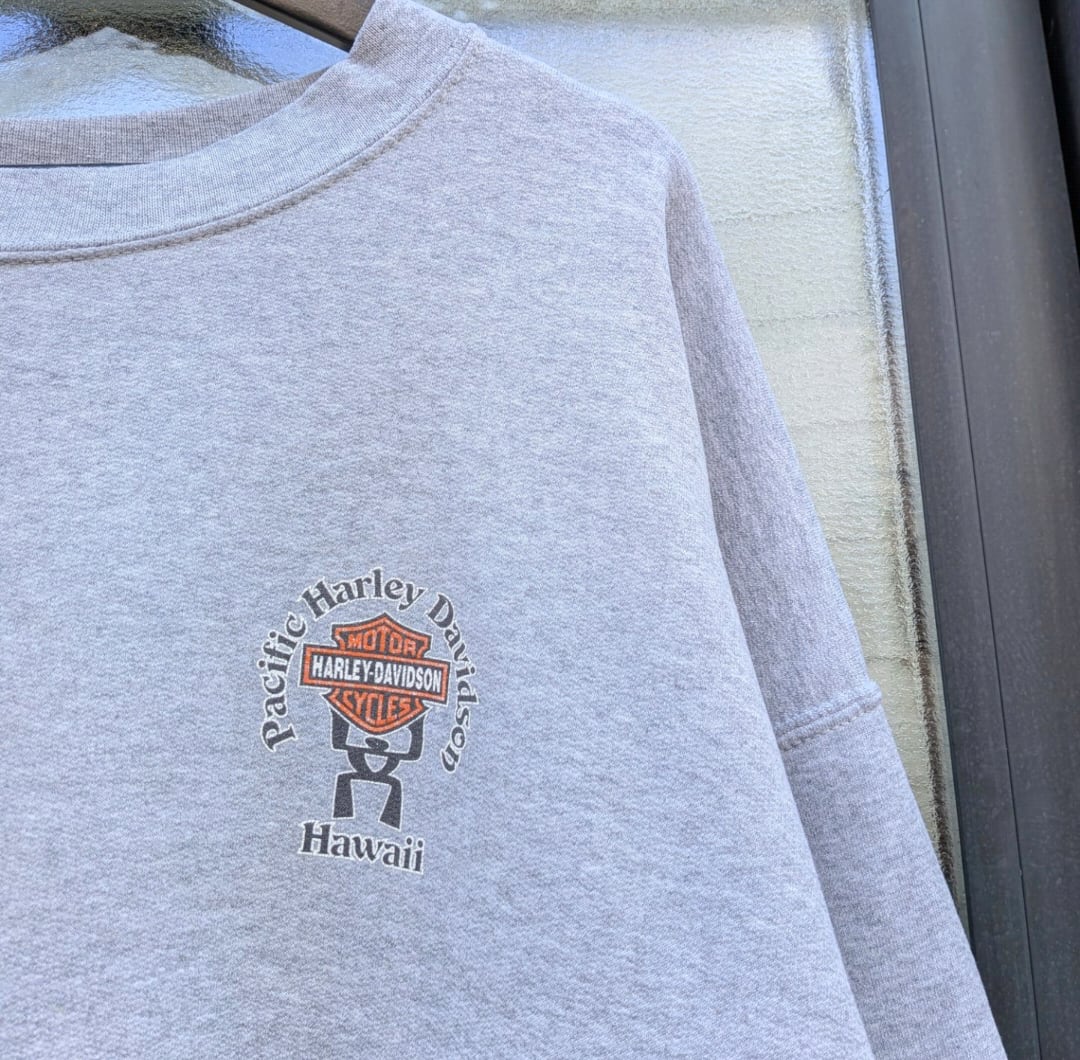 Pacific Harley Davidson
MOTOR
HARLEY-DAVIDSON
CYCLES
Hawaii